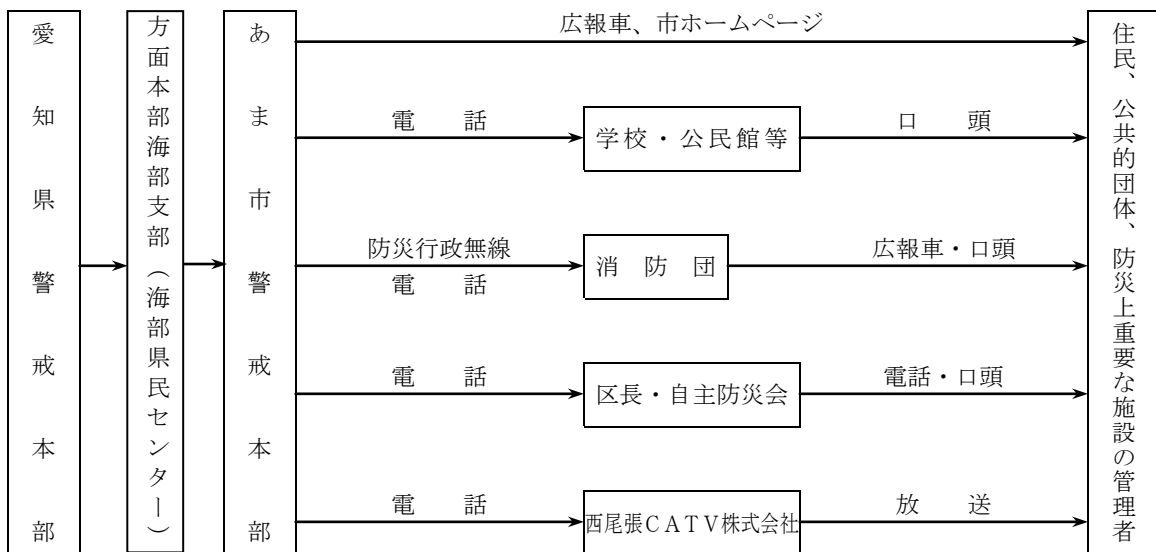 愛知県警戒本部
方面本部海部支部（海部県民センター）
あま市警戒本部
広報車、市ホームページ
電　　話
学校・公民館等
口　　頭
防災行政無線
電　　話
消　防　団
広報車・口頭
電　　話
区長・自主防災会
電話・口頭
電　　話
西尾張ＣＡＴＶ株式会社
放　　送
住民、公共的団体、防災上重要な施設の管理者